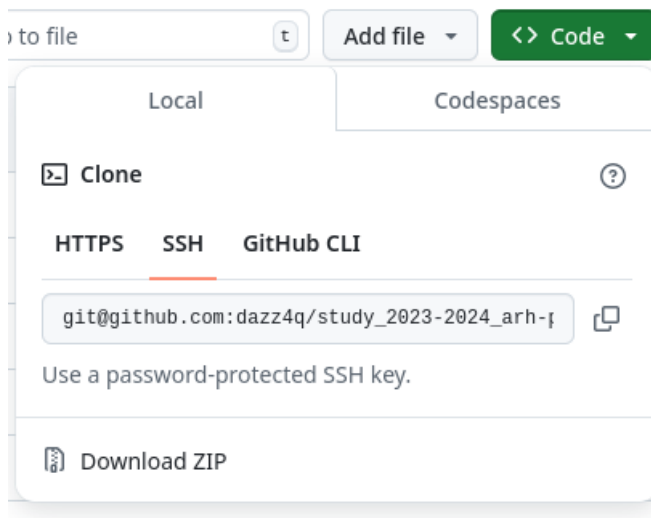 to file t Add file <> Code
Local Codespaces
Clone
HTTPS SSH GitHub CLI
git@github.com:dazz4q/study_2023-2024_arh-
Use a password-protected SSH key.
Download ZIP